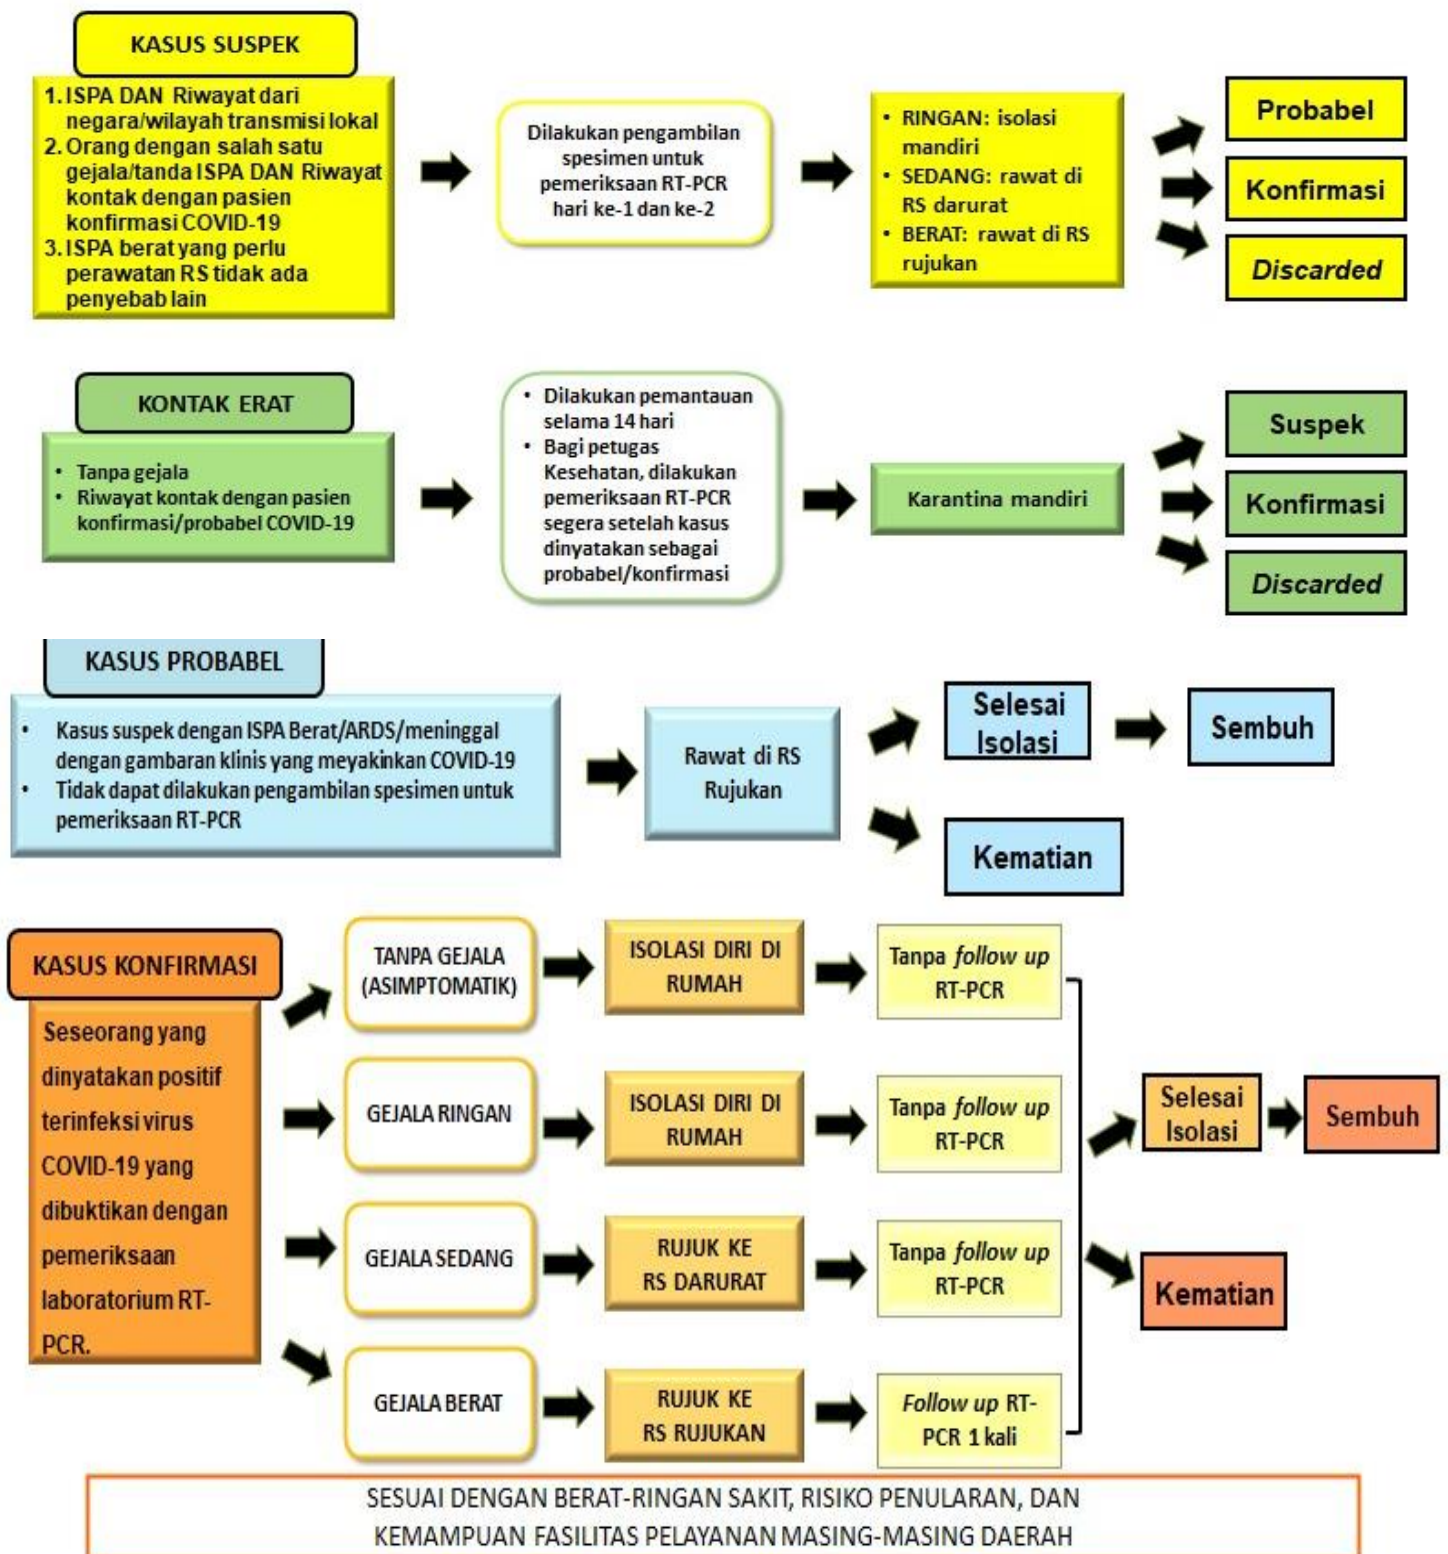 KASUS SUSPEK
1. ISPA DAN Riwayat dari
negara/wilayah transmisi lokal
2. Orang dengan salah satu
gejala/tanda ISPA DAN Riwayat
kontak dengan pasien
konfirmasi COVID-19
3. ISPA berat yang perlu
perawatan RS tidak ada
penyebab lain
Dilakukan pengambilan
spesimen untuk
pemeriksaan RT-PCR
hari ke-1 dan ke-2
• RINGAN: isolasi
mandiri
• SEDANG: rawat di
RS darurat
• BERAT: rawat di RS
rujukan
Probabel
Konfirmasi
Discarded
KONTAK ERAT
• Tanpa gejala
• Riwayat kontak dengan pasien
konfirmasi/probabel COVID-19
• Dilakukan pemantauan
selama 14 hari
• Bagi petugas
Kesehatan, dilakukan
pemeriksaan RT-PCR
segera setelah kasus
dinyatakan sebagai
probabel/konfirmasi
Karantina mandiri
Suspek
Konfirmasi
Discarded
KASUS PROBABEL
• Kasus suspek dengan ISPA Berat/ARDS/meninggal
dengan gambaran klinis yang meyakinkan COVID-19
• Tidak dapat dilakukan pengambilan spesimen untuk
pemeriksaan RT-PCR
Rawat di RS
Rujukan
Selesai
Isolasi
Sembuh
Kematian
KASUS KONFIRMASI
Seseorang yang
dinyatakan positif
terinfeksi virus
COVID-19 yang
dibuktikan dengan
pemeriksaan
laboratorium RT-
PCR.
TANPA GEJALA
(ASIMPTOMATIK)
ISOLASI DIRI DI
RUMAH
Tanpa follow up
RT-PCR
GEJALA RINGAN
ISOLASI DIRI DI
RUMAH
Tanpa follow up
RT-PCR
GEJALA SEDANG
RUJUK KE
RS DARURAT
Tanpa follow up
RT-PCR
GEJALA BERAT
RUJUK KE
RS RUJUKAN
Follow up RT-
PCR 1 kali
Selesai
Isolasi
Sembuh
Kematian
SESUAI DENGAN BERAT-RINGAN SAKIT, RISIKO PENULARAN, DAN
KEMAMPUAN FASILITAS PELAYANAN MASING-MASING DAERAH